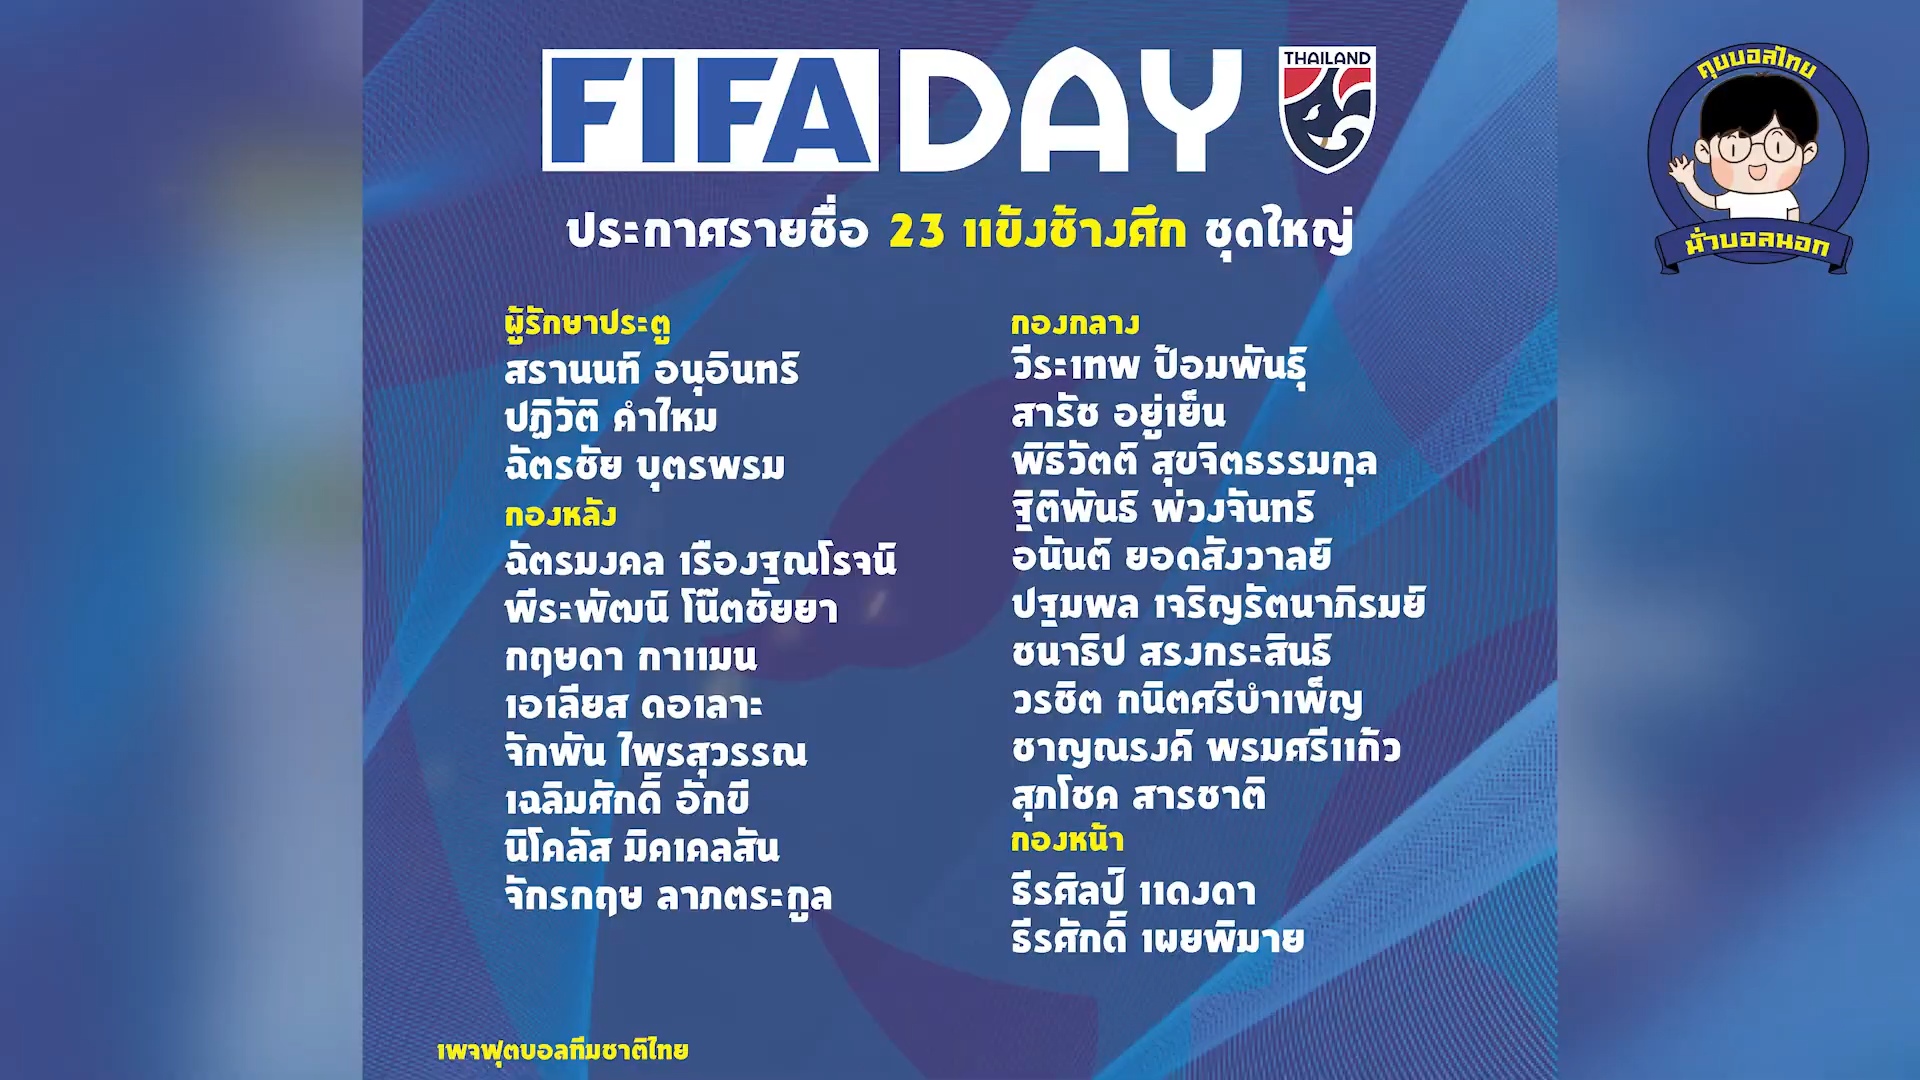 FIFA DAY
THAILAND
คุยบอลไทย
มั่วบอลนอก
ประกาศรายชื่อ 23 แข้งช้างศึก ชุดใหญ่
ผู้รักษาประตู
สรานนท์ อนุอินทร์
ปฏิวัติ คำไหม
ฉัตรชัย บุตรพรม
กองหลัง
ฉัตรมงคล เรืองฐณโรจน์
พีระพัฒน์ โน๊ตชัยยา
กฤษดา กาแมน
เอเลียส ดอเลาะ
จักพัน ไพรสุวรรณ
เฉลิมศักดิ์ อักขี
นิโคลัส มิคเคลสัน
จักรกฤษ ลาภตระกูล
กองกลาง
วีระเทพ ป้อมพันธุ์
สารัช อยู่เย็น
พิธิวัตต์ สุขจิตธรรมกุล
ฐิติพันธ์ พ่วงจันทร์
อนันต์ ยอดสังวาลย์
ปฐมพล เจริญรัตนาภิรมย์
ชนาธิป สรงกระสินธ์
วรชิต กนิตศรีบำเพ็ญ
ชาญณรงค์ พรมศรีแก้ว
สุภโชค สารชาติ
กองหน้า
ธีรศิลป์ แดงดา
ธีรศักดิ์ เผยพิมาย
เพจฟุตบอลทีมชาติไทย